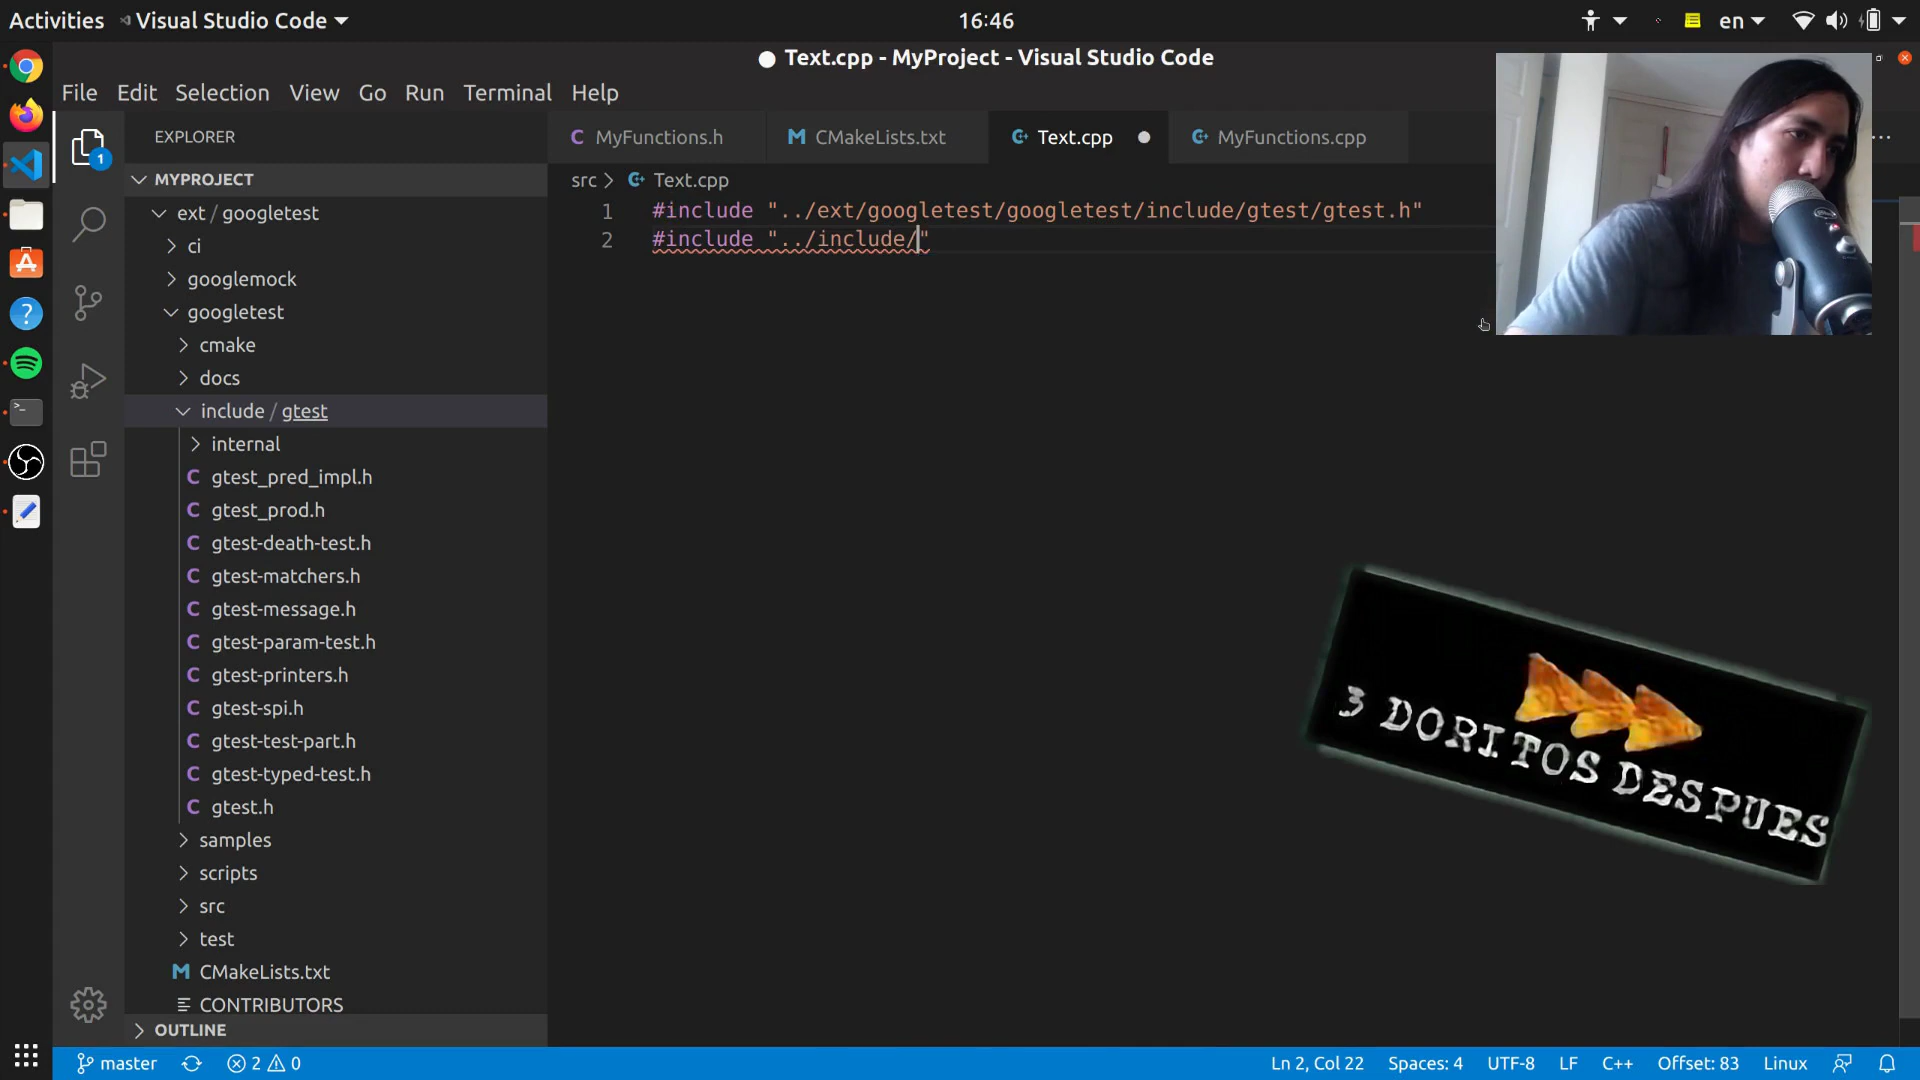 Activities Visual Studio Code 16:46 en
Text.cpp - MyProject - Visual Studio Code
File Edit Selection View Go Run Terminal Help
EXPLORER
MyFunctions.h CMakeLists.txt Text.cpp MyFunctions.cpp
MYPROJECT
src > Text.cpp
ext / googletest
ci
googlemock
googletest
cmake
docs
include / gtest
internal
gtest_pred_impl.h
gtest_prod.h
gtest-death-test.h
gtest-matchers.h
gtest-message.h
gtest-param-test.h
gtest-printers.h
gtest-spi.h
gtest-test-part.h
gtest-typed-test.h
gtest.h
samples
scripts
src
test
CMakeLists.txt
CONTRIBUTORS
OUTLINE
1 #include "../ext/googletest/googletest/include/gtest/gtest.h"
2 #include "../include/"
3 DORITOS DESPUES
master 2 0 Ln 2, Col 22 Spaces: 4 UTF-8 LF C++ Offset: 83 Linux